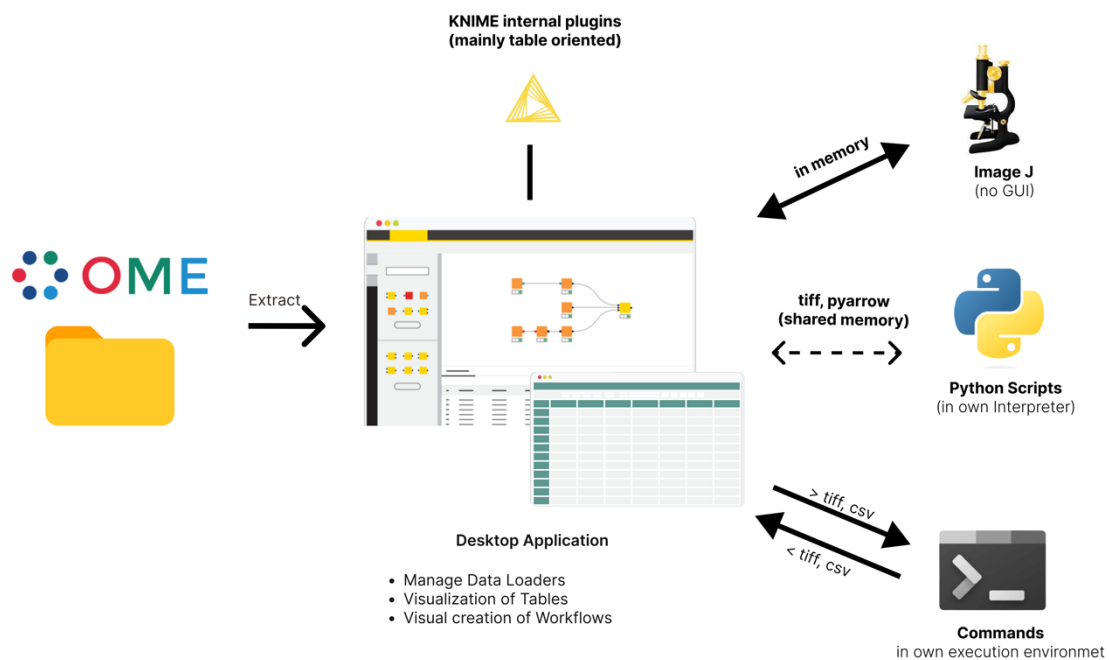 KNIME internal plugins
(mainly table oriented)
in memory
Image J
(no GUI)
OME
Extract
tiff, pyarrow
(shared memory)
Python Scripts
(in own Interpreter)
> tiff, csv
< tiff, csv
Desktop Application
• Manage Data Loaders
• Visualization of Tables
• Visual creation of Workflows
Commands
in own execution environmet